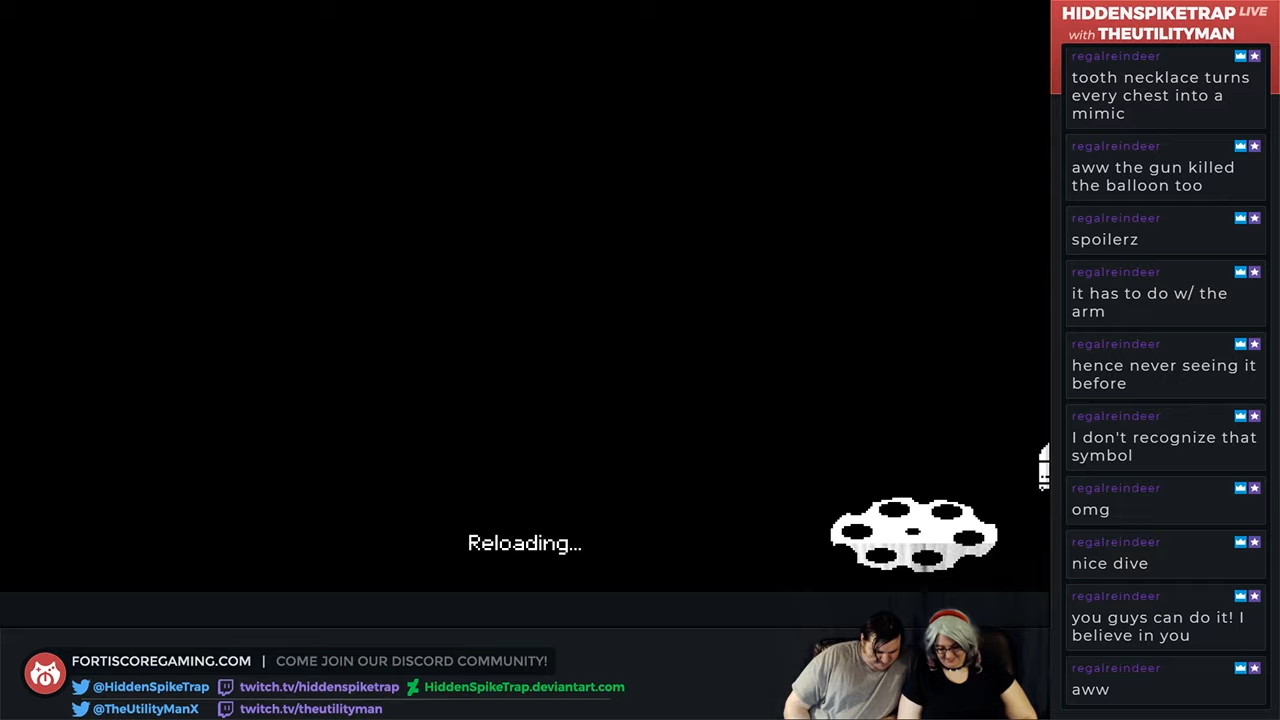 HIDDENSPIKETRAP LIVE
with THEUTILITYMAN
regalreindeer
tooth necklace turns
every chest into a
mimic
regalreindeer
aww the gun killed
the balloon too
regalreindeer
spoilerz
regalreindeer
it has to do w/ the
arm
regalreindeer
hence never seeing it
before
regalreindeer
I don't recognize that
symbol
regalreindeer
omg
regalreindeer
nice dive
regalreindeer
you guys can do it! I
believe in you
regalreindeer
aww
Reloading...
FORTISCOREGAMING.COM | COME JOIN OUR DISCORD COMMUNITY!
@HiddenSpikeTrap twitch.tv/hiddenspiketrap HiddenSpikeTrap.deviantart.com
@TheUtilityManX twitch.tv/theutilityman